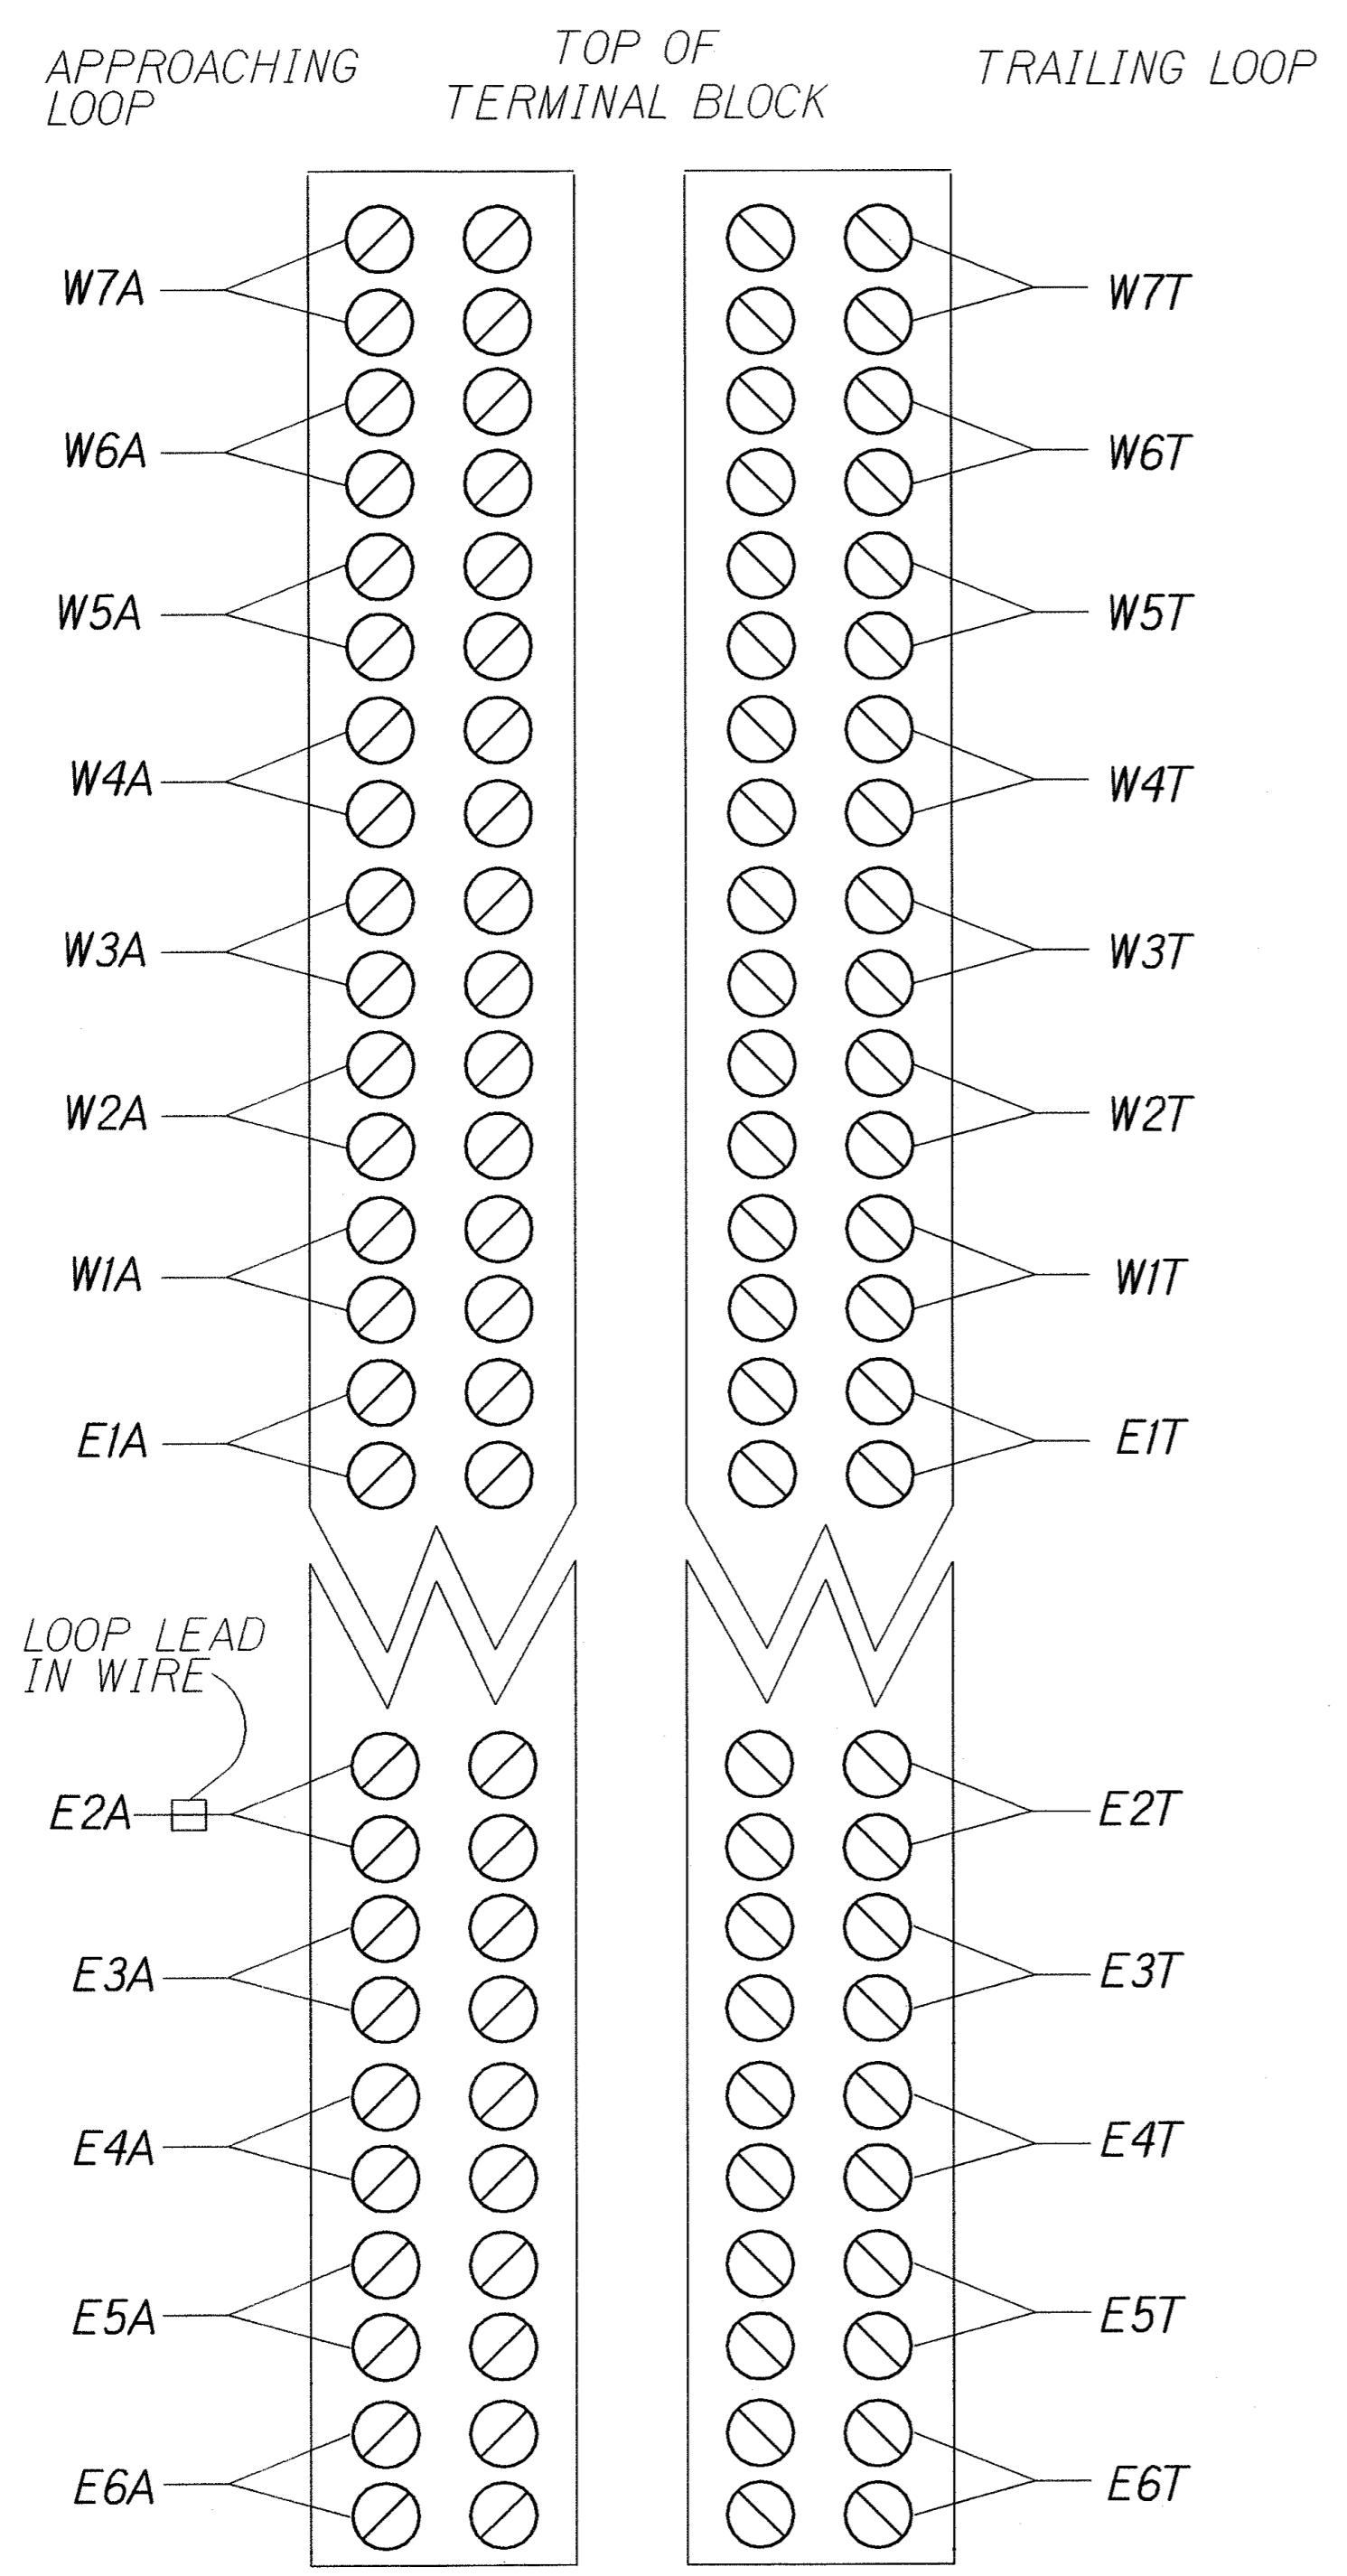 APPROACHING
LOOP
TOP OF
TERMINAL BLOCK
TRAILING LOOP
W7A
W7T
W6A
W6T
W5A
W5T
W4A
W4T
W3A
W3T
W2A
W2T
W1A
W1T
E1A
E1T
LOOP LEAD
IN WIRE
E2A
E2T
E3A
E3T
E4A
E4T
E5A
E5T
E6A
E6T